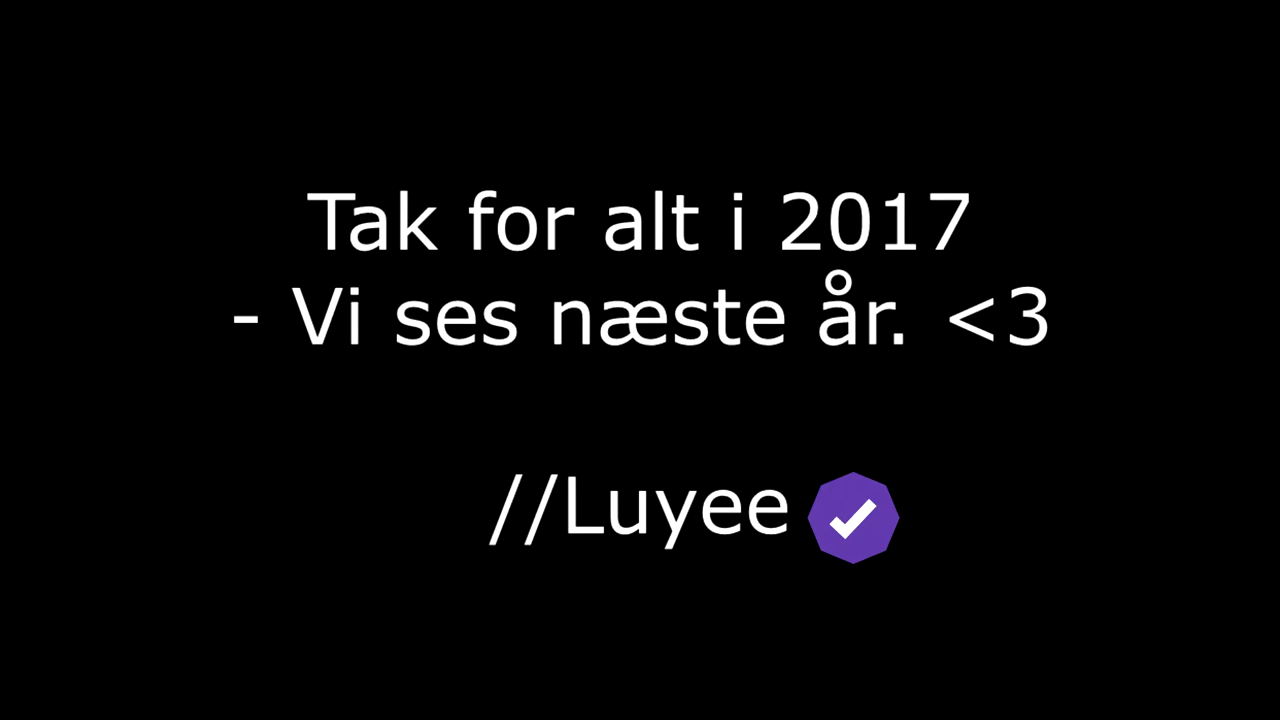 Tak for alt i 2017
- Vi ses næste år. <3
//Luyee